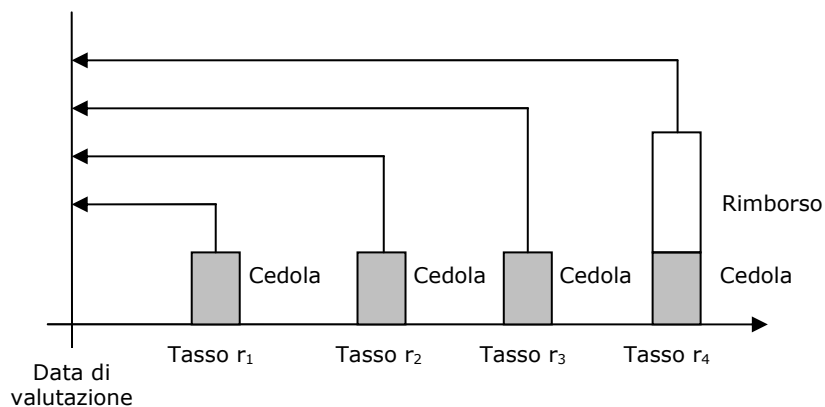 Rimborso
Cedola Cedola Cedola Cedola
Tasso r₁ Tasso r₂ Tasso r₃ Tasso r₄
Data di
valutazione